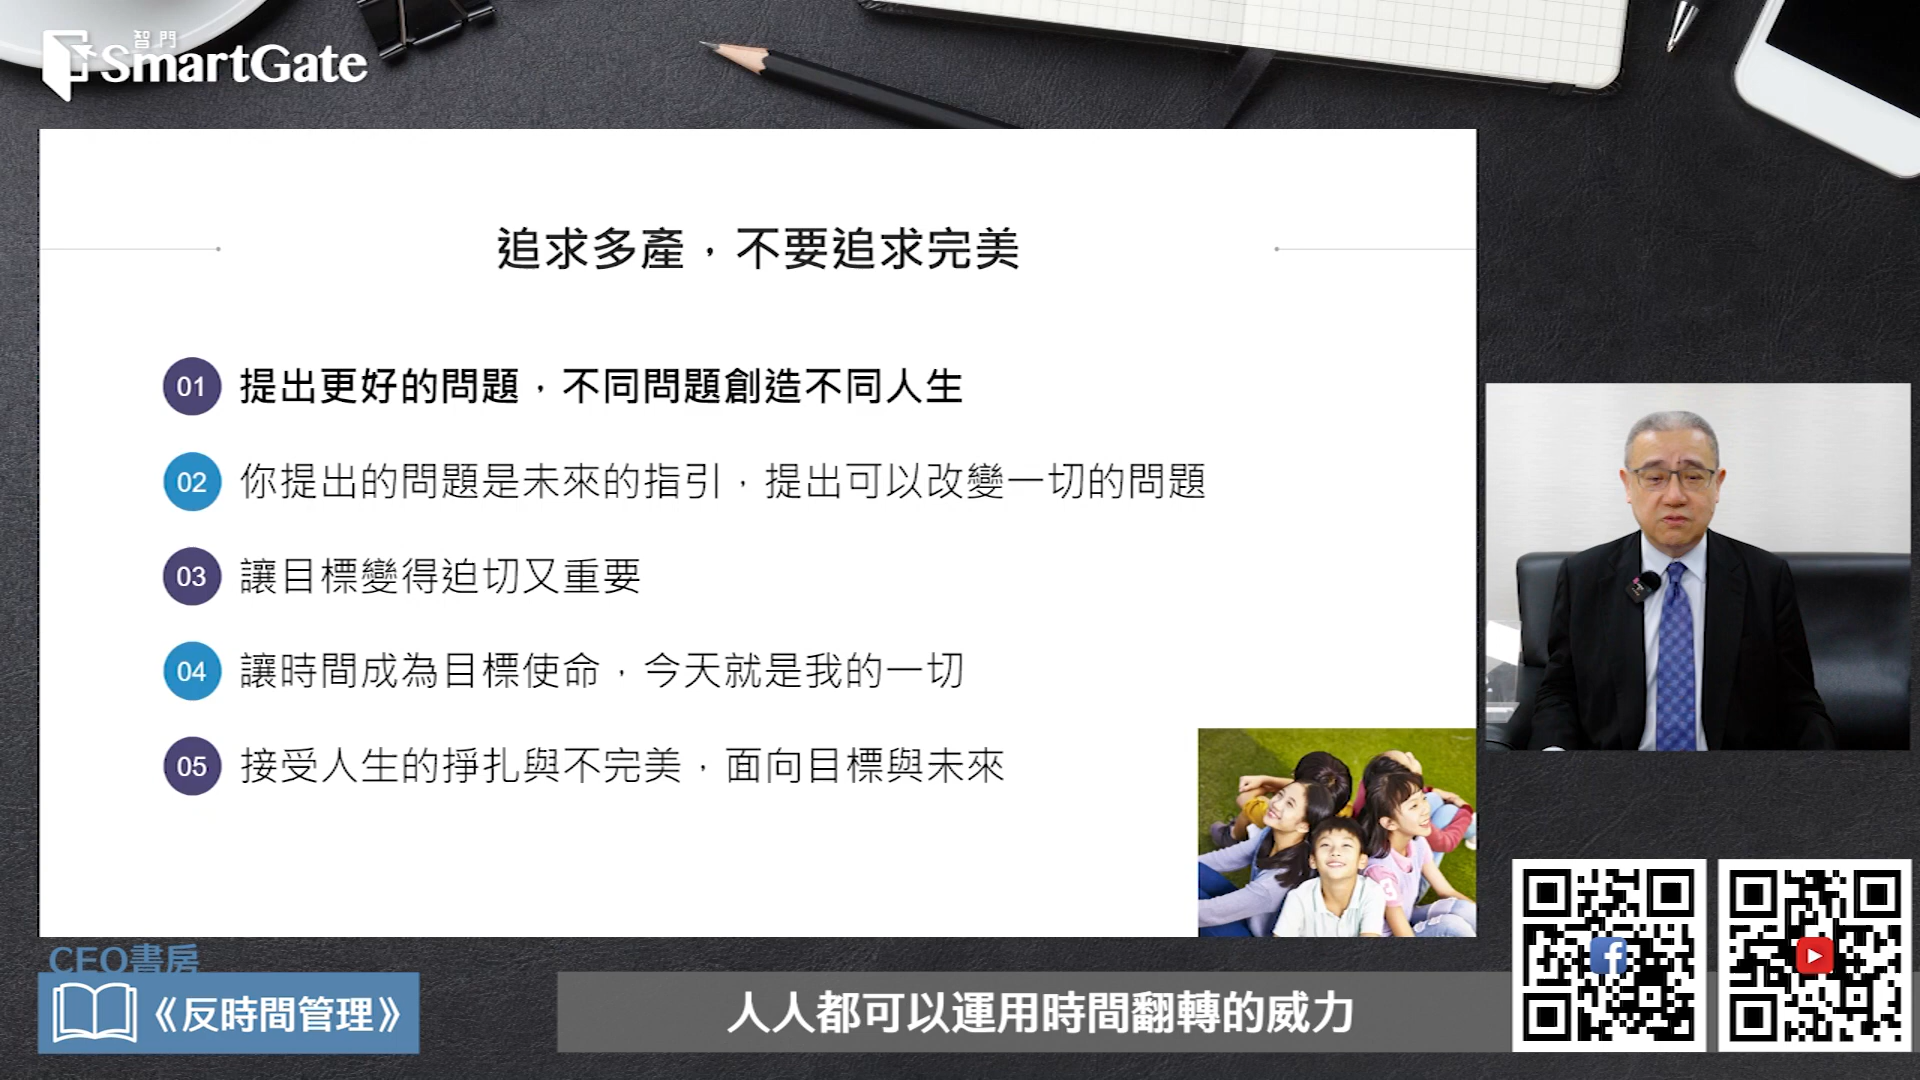 智門
SmartGate
追求多產，不要追求完美
01 提出更好的問題，不同問題創造不同人生
02 你提出的問題是未來的指引，提出可以改變一切的問題
03 讓目標變得迫切又重要
04 讓時間成為目標使命，今天就是我的一切
05 接受人生的掙扎與不完美，面向目標與未來
CEO書房
《反時間管理》
人人都可以運用時間翻轉的威力